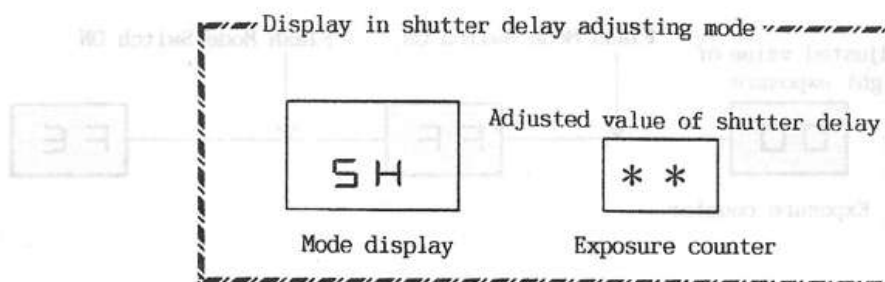 Display in shutter delay adjusting mode
Adjusted value of shutter delay
SH
* *
Mode display
Exposure counter